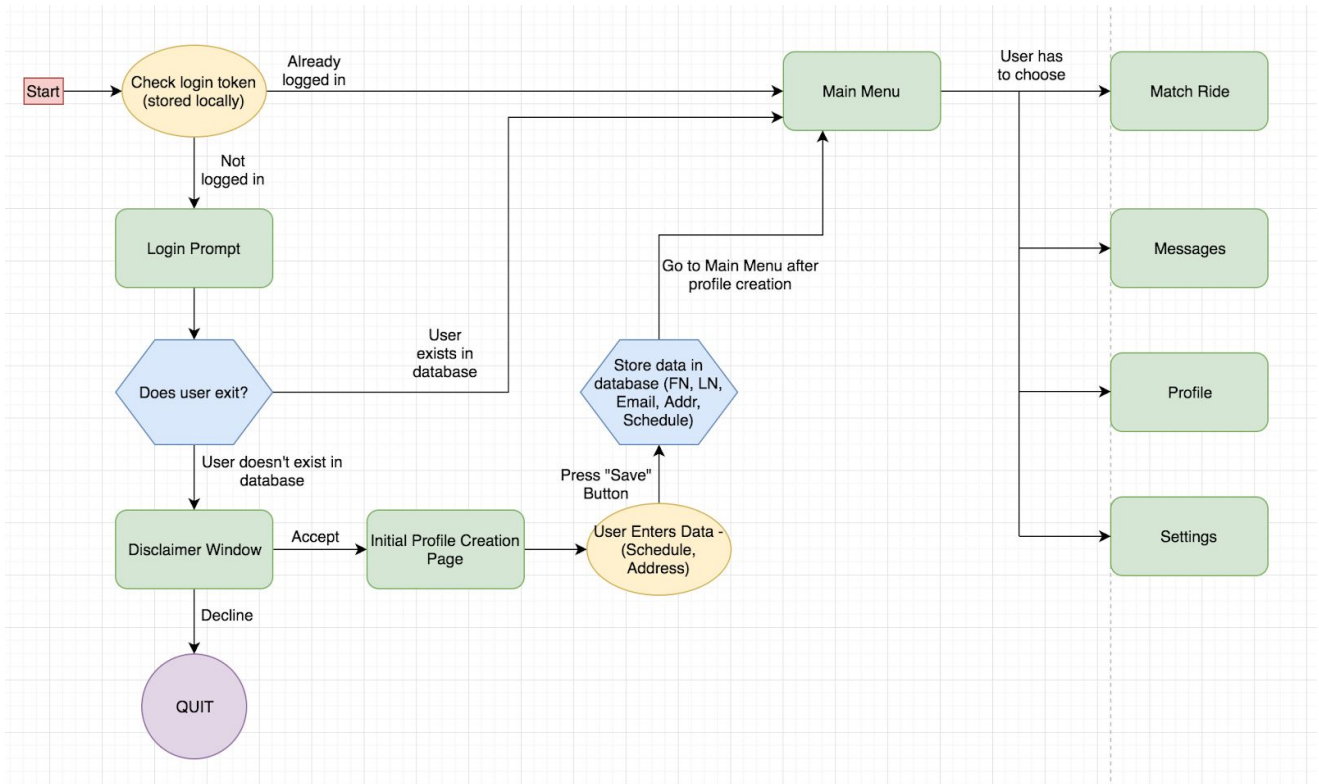 Start
Check login token
(stored locally)
Already
logged in
Main Menu
User has
to choose
Match Ride
Not
logged in
Login Prompt
Messages
Go to Main Menu after
profile creation
User
exists in
database
Does user exit?
Store data in
database (FN, LN,
Email, Addr,
Schedule)
Profile
User doesn't exist in
database
Press "Save"
Button
Disclaimer Window
Accept
Initial Profile Creation
Page
User Enters Data -
(Schedule,
Address)
Settings
Decline
QUIT